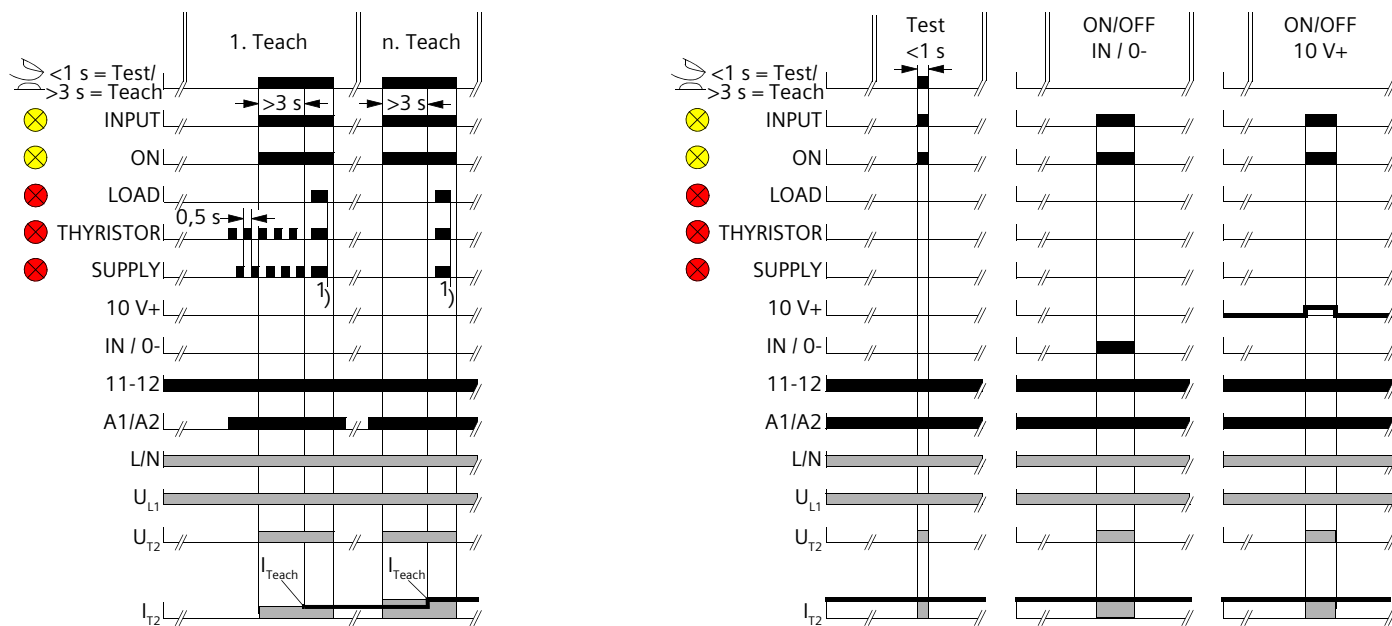 1. Teach
n. Teach
<1 s = Test/
>3 s = Teach
>3 s
>3 s
INPUT
ON
LOAD
0,5 s
THYRISTOR
SUPPLY
1)
1)
10 V+
IN / 0-
11-12
A1/A2
L/N
UL1
UT2
ITeach
ITeach
IT2
Test
<1 s
ON/OFF
IN / 0-
ON/OFF
10 V+
<1 s = Test/
>3 s = Teach
INPUT
ON
LOAD
THYRISTOR
SUPPLY
10 V+
IN / 0-
11-12
A1/A2
L/N
UL1
UT2
IT2